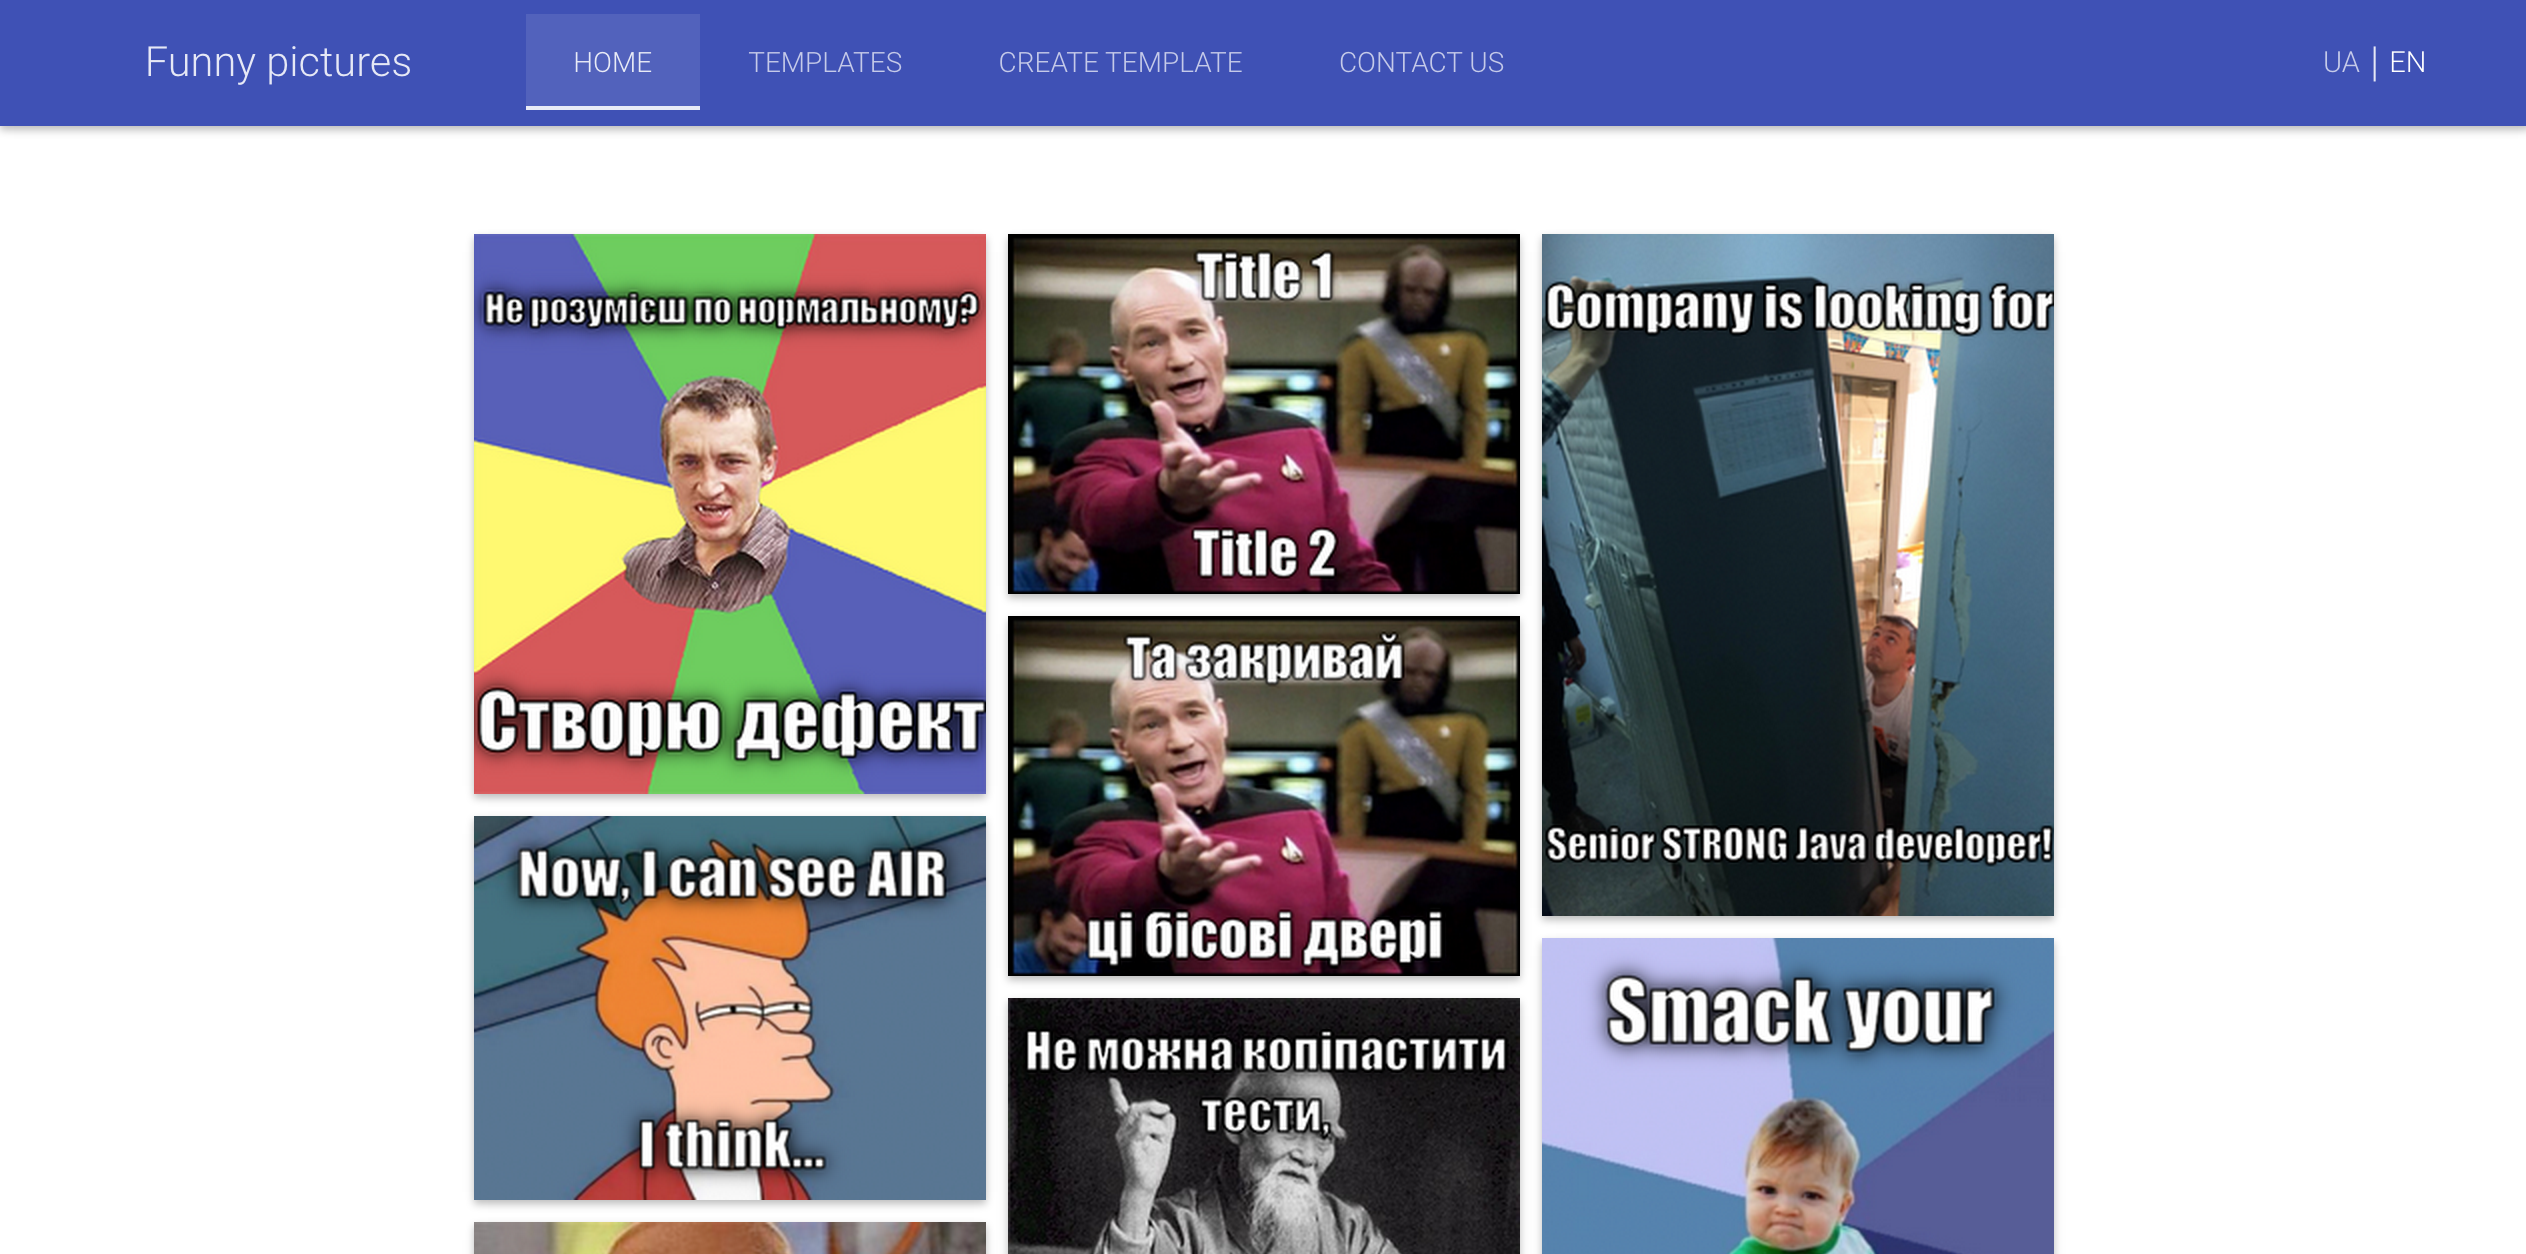 Funny pictures
HOME
TEMPLATES
CREATE TEMPLATE
CONTACT US
UA | EN
Не розумієш по нормальному?
Створю дефект
Now, I can see AIR
I think...
Title 1
Title 2
Та закривай
ці бісові двері
Не можна копіпастити
тести,
Company is looking for
Senior STRONG Java developer!
Smack your